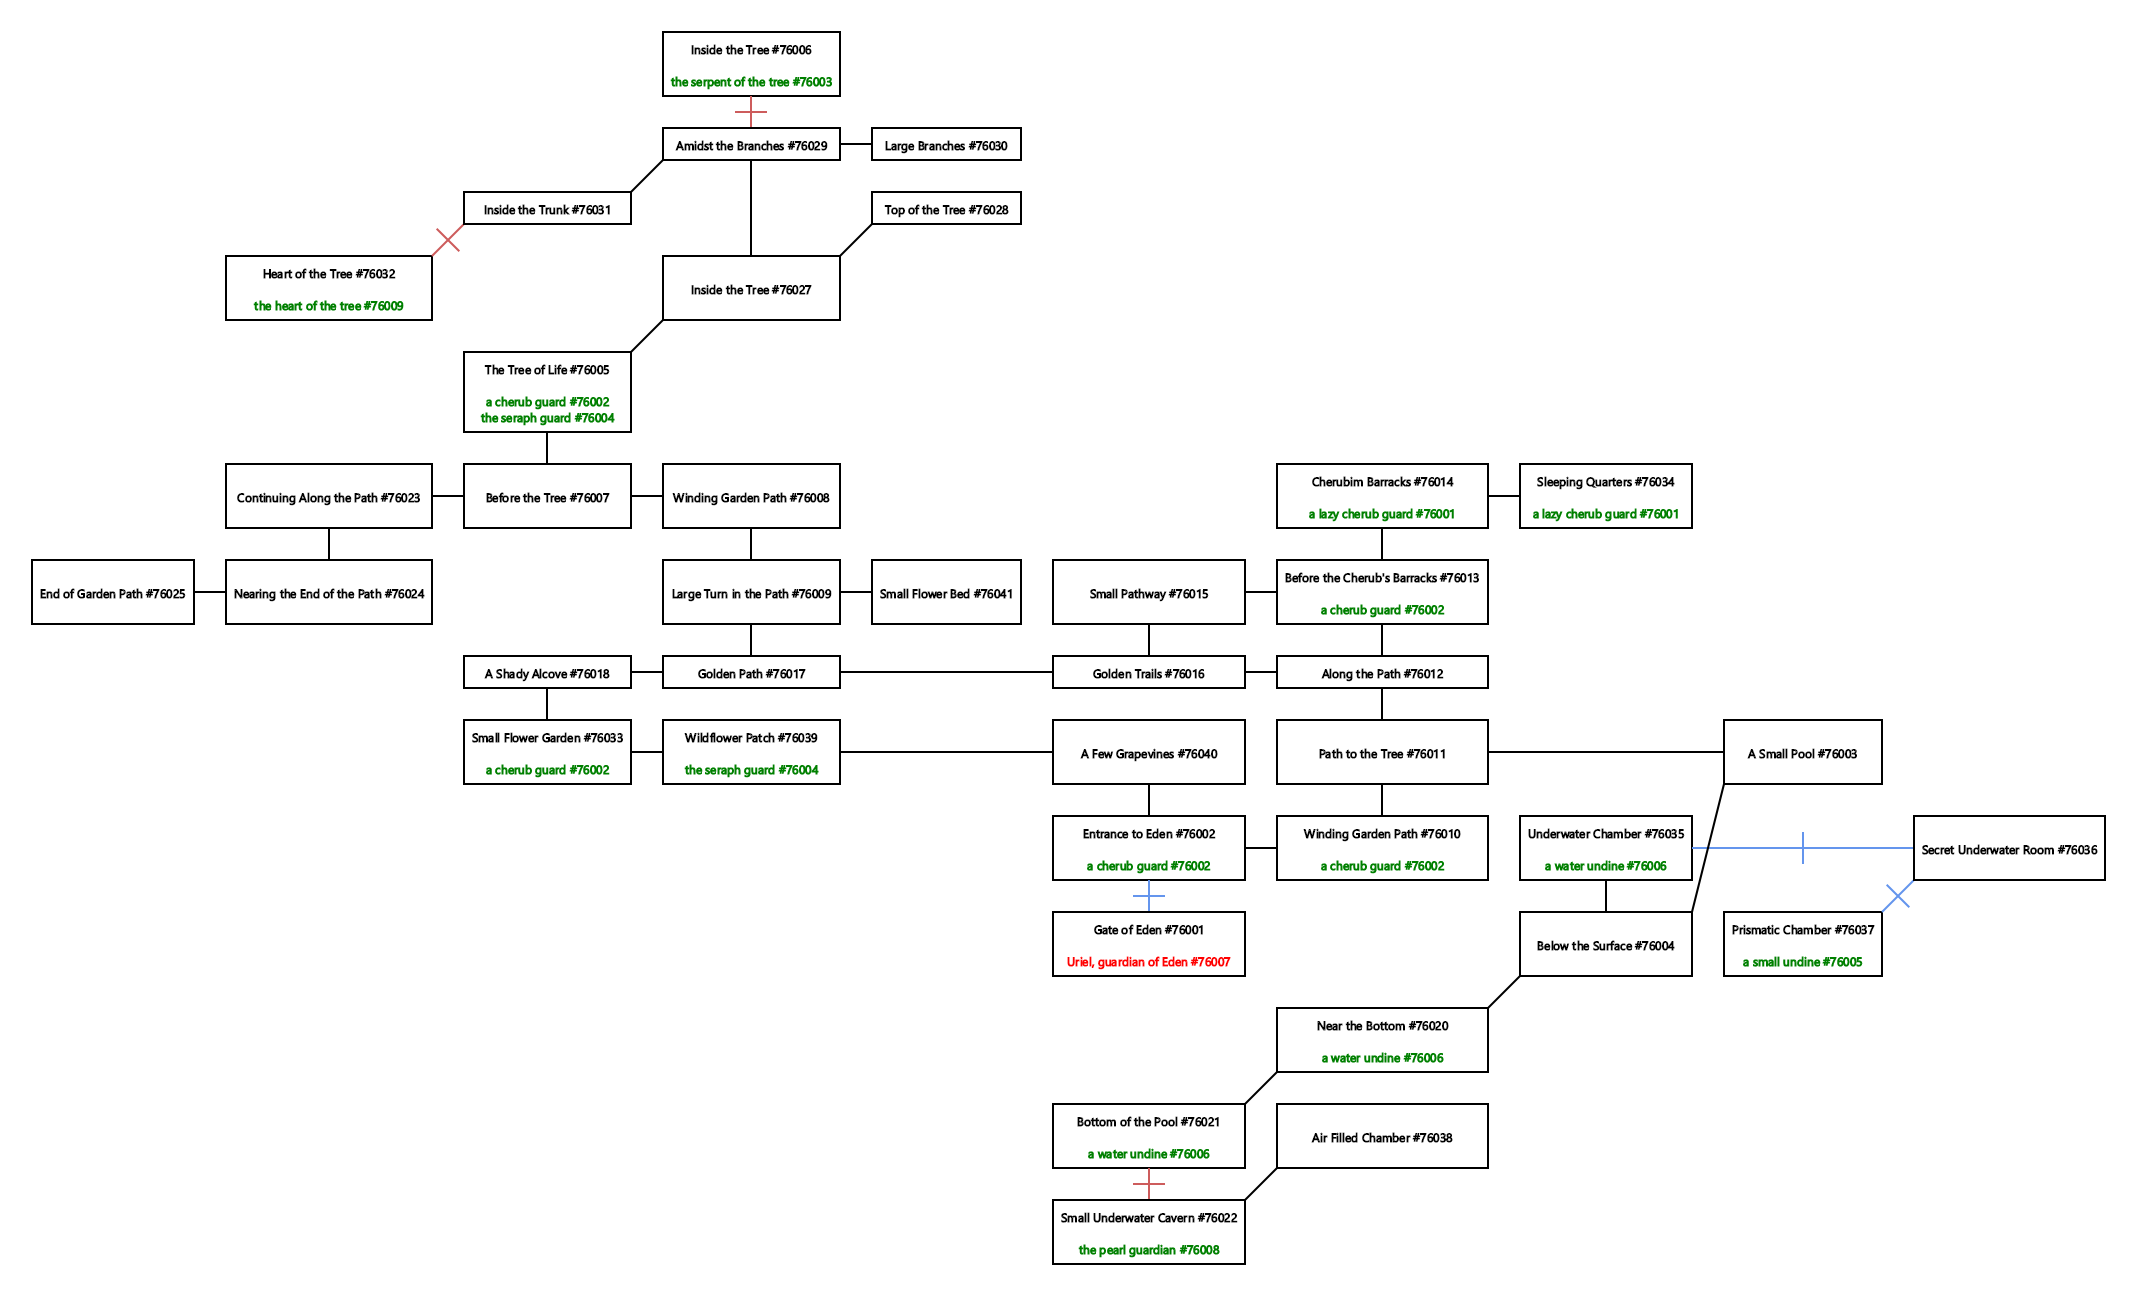 Inside the Tree #76006
the serpent of the tree #76003
Amidst the Branches #76029
Large Branches #76030
Inside the Trunk #76031
Top of the Tree #76028
Heart of the Tree #76032
the heart of the tree #76009
Inside the Tree #76027
The Tree of Life #76005
a cherub guard #76002
the seraph guard #76004
Continuing Along the Path #76023
Before the Tree #76007
Winding Garden Path #76008
Cherubim Barracks #76014
a lazy cherub guard #76001
Sleeping Quarters #76034
a lazy cherub guard #76001
End of Garden Path #76025
Nearing the End of the Path #76024
Large Turn in the Path #76009
Small Flower Bed #76041
Small Pathway #76015
Before the Cherub's Barracks #76013
a cherub guard #76002
A Shady Alcove #76018
Golden Path #76017
Golden Trails #76016
Along the Path #76012
Small Flower Garden #76033
a cherub guard #76002
Wildflower Patch #76039
the seraph guard #76004
A Few Grapevines #76040
Path to the Tree #76011
A Small Pool #76003
Entrance to Eden #76002
a cherub guard #76002
Winding Garden Path #76010
a cherub guard #76002
Underwater Chamber #76035
a water undine #76006
Secret Underwater Room #76036
Gate of Eden #76001
Uriel, guardian of Eden #76007
Below the Surface #76004
Prismatic Chamber #76037
a small undine #76005
Near the Bottom #76020
a water undine #76006
Bottom of the Pool #76021
a water undine #76006
Air Filled Chamber #76038
Small Underwater Cavern #76022
the pearl guardian #76008